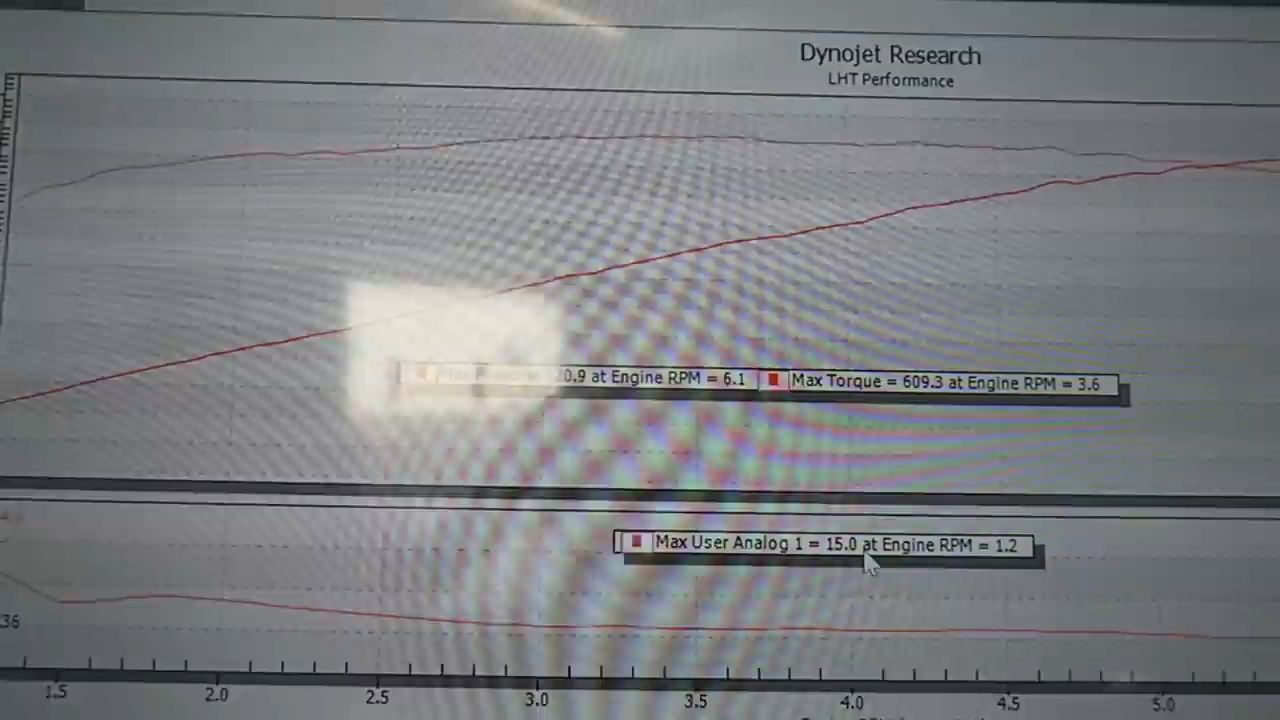 Dynojet Research
LHT Performance
0.9 at Engine RPM = 6.1
Max Torque = 609.3 at Engine RPM = 3.6
Max User Analog 1 = 15.0 at Engine RPM = 1.2
36
1.5 2.0 2.5 3.0 3.5 4.0 4.5 5.0